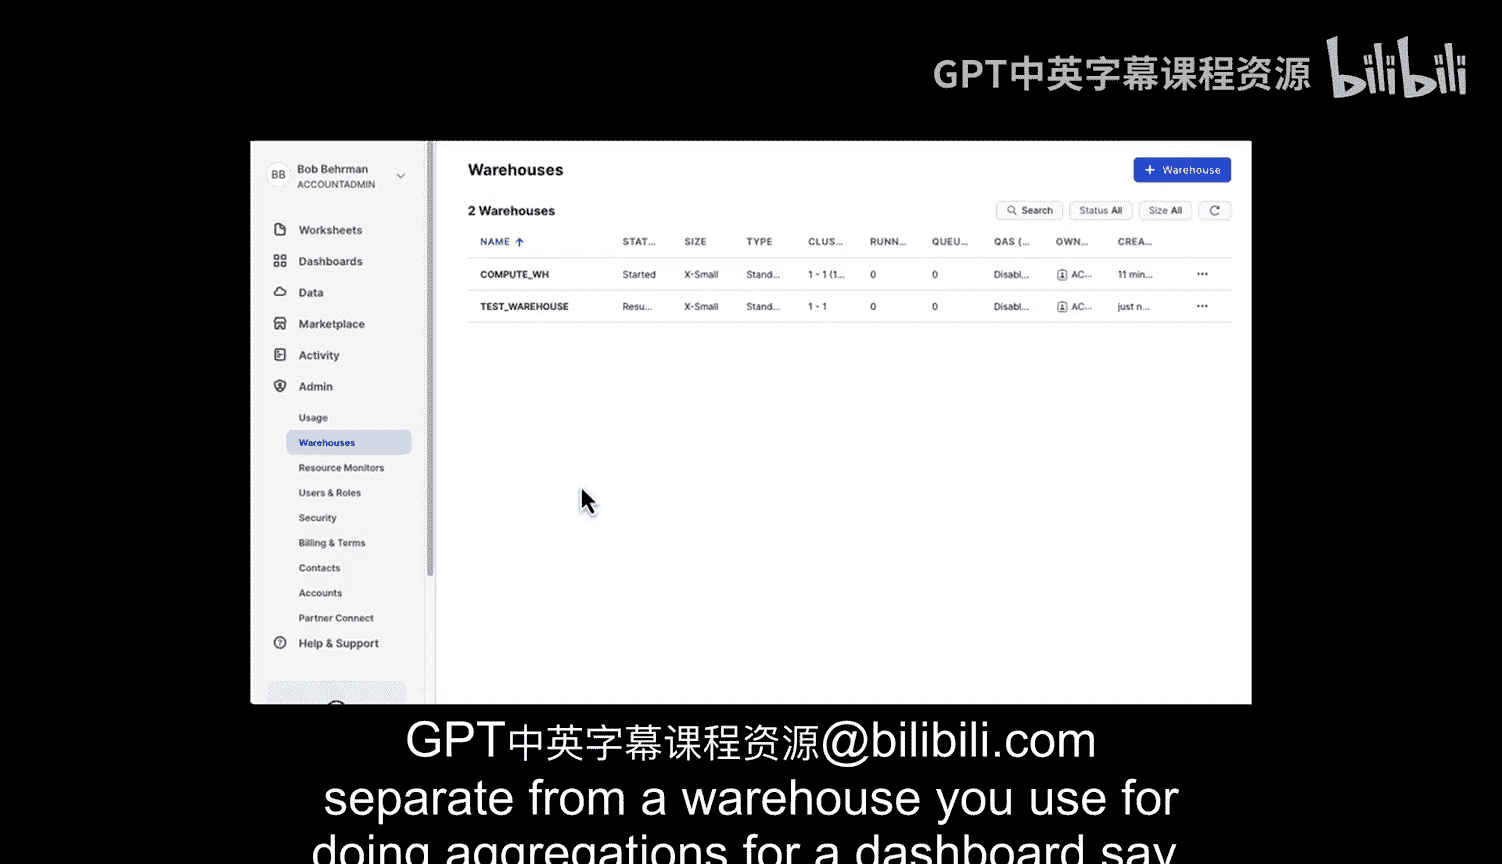 GPT中英字幕课程资源 bilibili
BB Bob Behrman
ACCOUNTADMIN
Worksheets
Dashboards
Data
Marketplace
Activity
Admin
Usage
Warehouses
Resource Monitors
Users & Roles
Security
Billing & Terms
Contacts
Accounts
Partner Connect
Help & Support
Warehouses
+ Warehouse
2 Warehouses
Search Status All Size All
NAME ↑ STAT... SIZE TYPE CLUS... RUNN... QUEU... QAS (... OWN... CREA...
COMPUTE_WH Started X-Small Stand... 1 - 1 (1... 0 0 Disabl... AC... 11 min... ...
TEST_WAREHOUSE Resu... X-Small Stand... 1 - 1 0 0 Disabl... AC... just n... ...
GPT中英字幕课程资源@bilibili.com
separate from a warehouse you use for
doing aggregations for a dashboard say